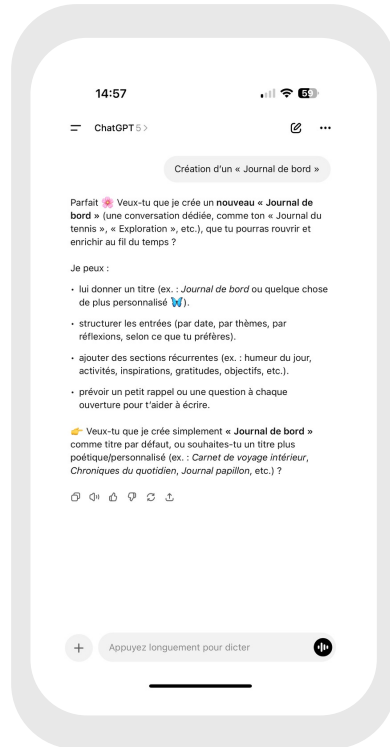 14:57
59
ChatGPT 5 >
Création d'un « Journal de bord »
Parfait 🌸 Veux-tu que je crée un nouveau « Journal de
bord » (une conversation dédiée, comme ton « Journal du
tennis », « Exploration », etc.), que tu pourras rouvrir et
enrichir au fil du temps ?
Je peux :
• lui donner un titre (ex. : Journal de bord ou quelque chose
de plus personnalisé 🦋).
• structurer les entrées (par date, par thèmes, par
réflexions, selon ce que tu préfères).
• ajouter des sections récurrentes (ex. : humeur du jour,
activités, inspirations, gratitudes, objectifs, etc.).
• prévoir un petit rappel ou une question à chaque
ouverture pour t'aider à écrire.
👉 Veux-tu que je crée simplement « Journal de bord »
comme titre par défaut, ou souhaites-tu un titre plus
poétique/personnalisé (ex. : Carnet de voyage intérieur,
Chroniques du quotidien, Journal papillon, etc.) ?
Appuyez longuement pour dicter